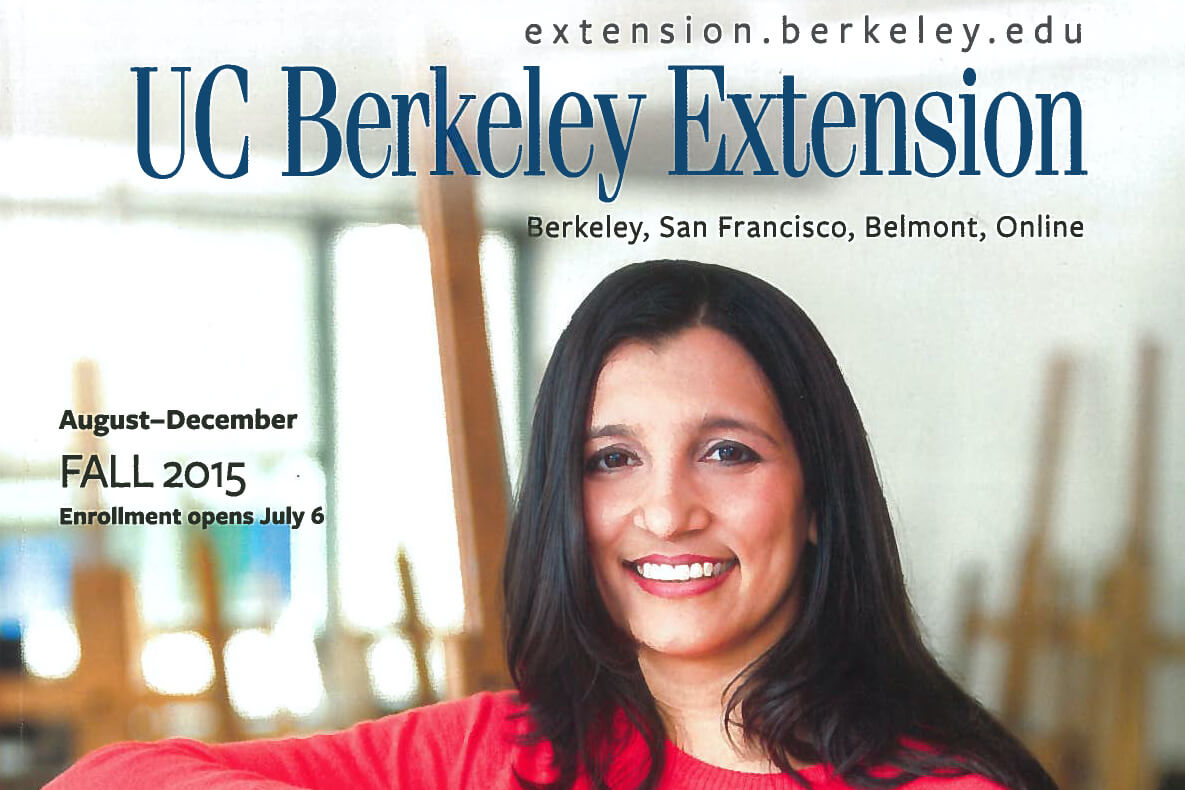 extension.berkeley.edu
UC Berkeley Extension
Berkeley, San Francisco, Belmont, Online
August–December
FALL 2015
Enrollment opens July 6